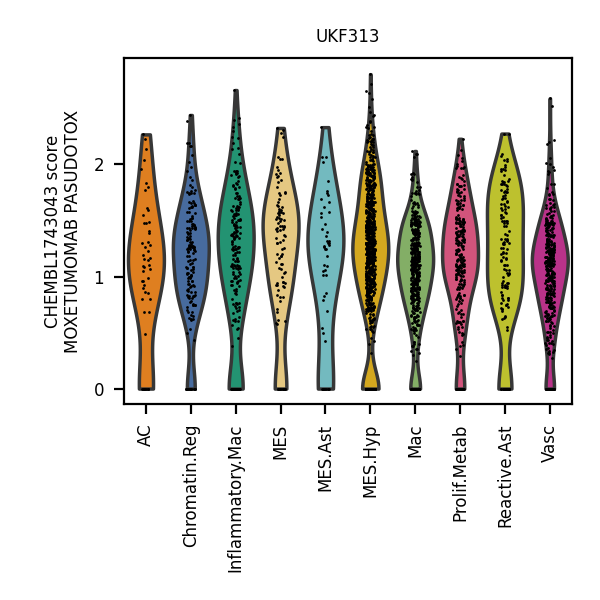 UKF313
CHEMBL1743043 score
MOXETUMOMAB PASUDOTOX
2
1
0
AC
Chromatin.Reg
Inflammatory.Mac
MES
MES.Ast
MES.Hyp
Mac
Prolif.Metab
Reactive.Ast
Vasc